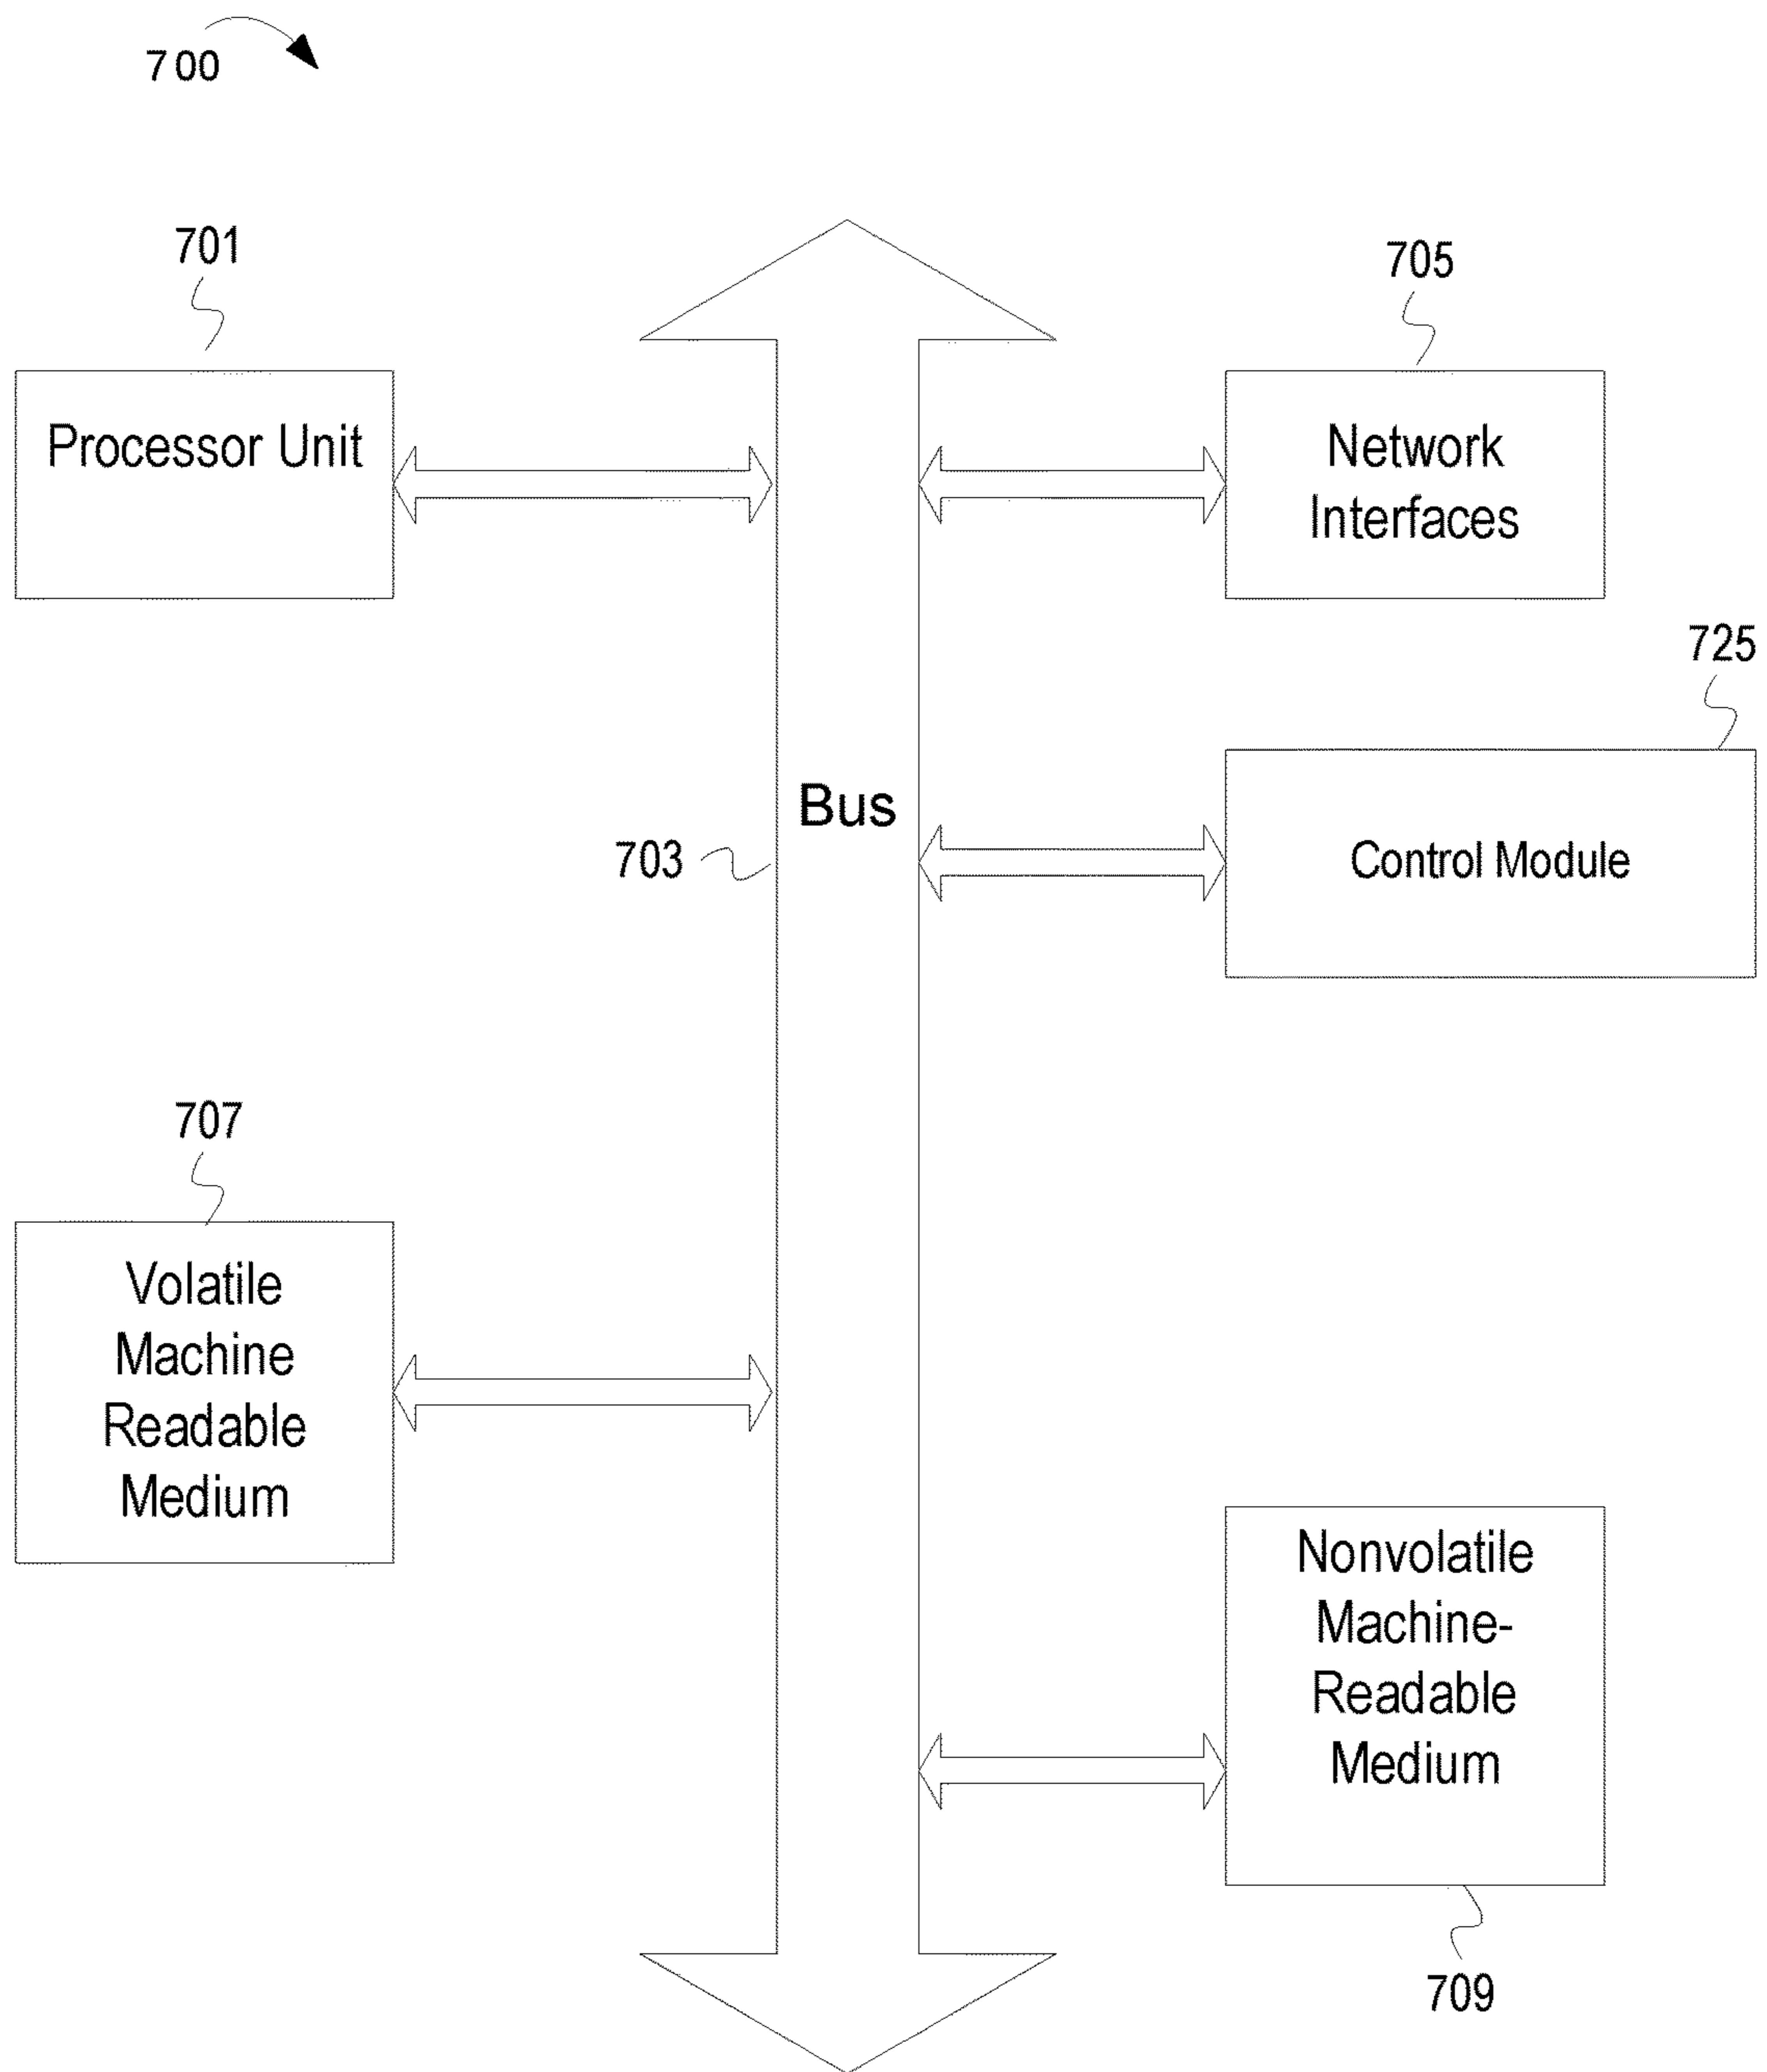 700
701
705
Processor Unit
Network
Interfaces
725
Bus
703
Control Module
707
Volatile
Machine
Readable
Medium
Nonvolatile
Machine-
Readable
Medium
709